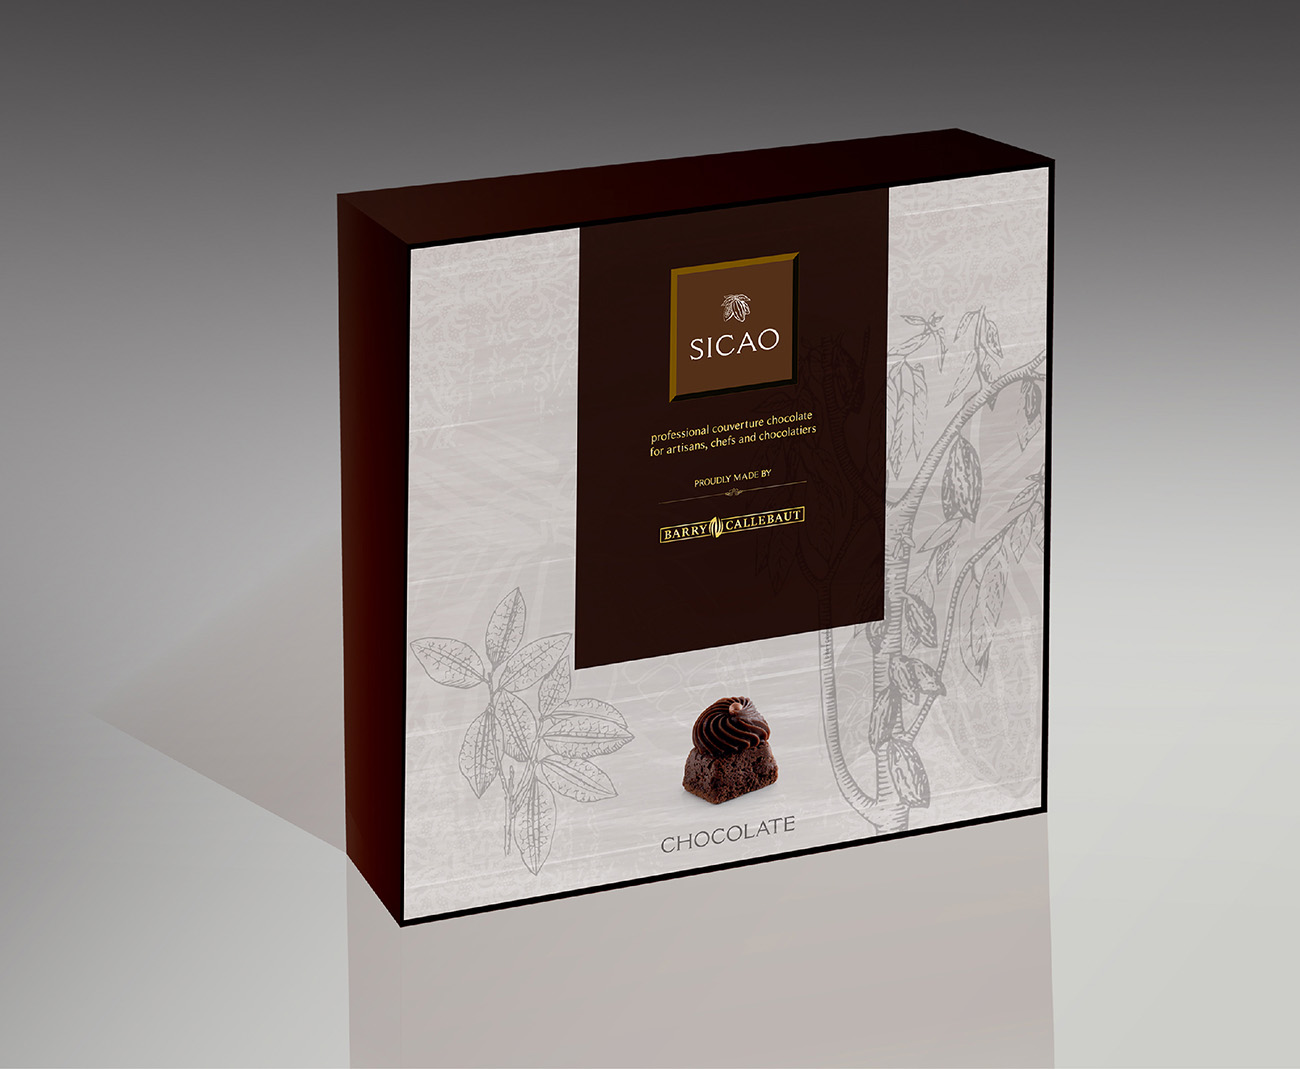 SICAO
professional couverture chocolate
for artisans, chefs and chocolatiers
PROUDLY MADE BY
BARRY CALLEBAUT
CHOCOLATE